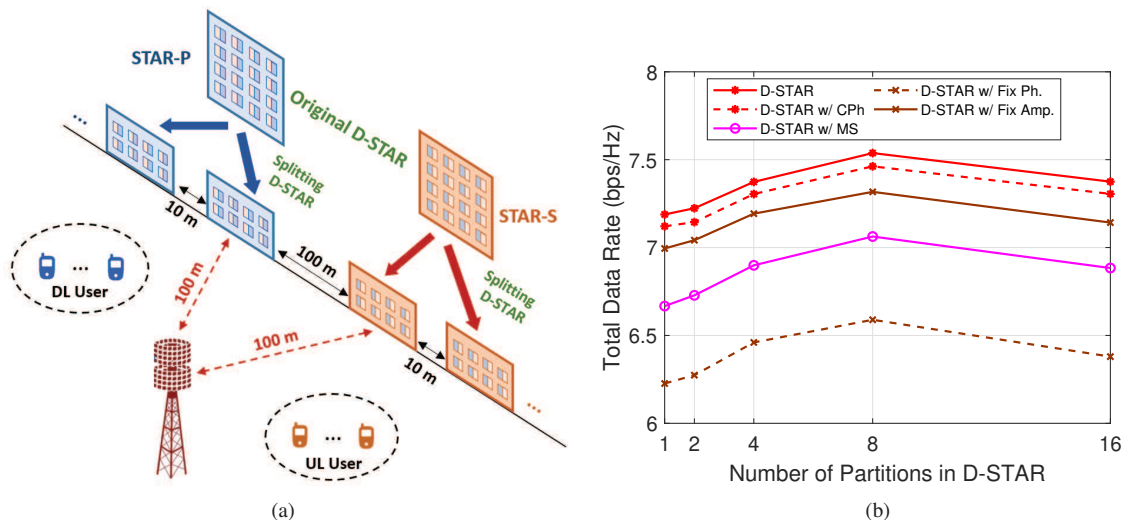 STAR-P
Original D-STAR
...
Splitting
D-STAR
STAR-S
10 m
100 m
Splitting
D-STAR
...
DL User
100 m
100 m
10 m
...
...
UL User
(a)
8
7.5
7
6.5
6
Total Data Rate (bps/Hz)
D-STAR
D-STAR w/ CPh
D-STAR w/ MS
D-STAR w/ Fix Ph.
D-STAR w/ Fix Amp.
1 2 4 8 16
Number of Partitions in D-STAR
(b)